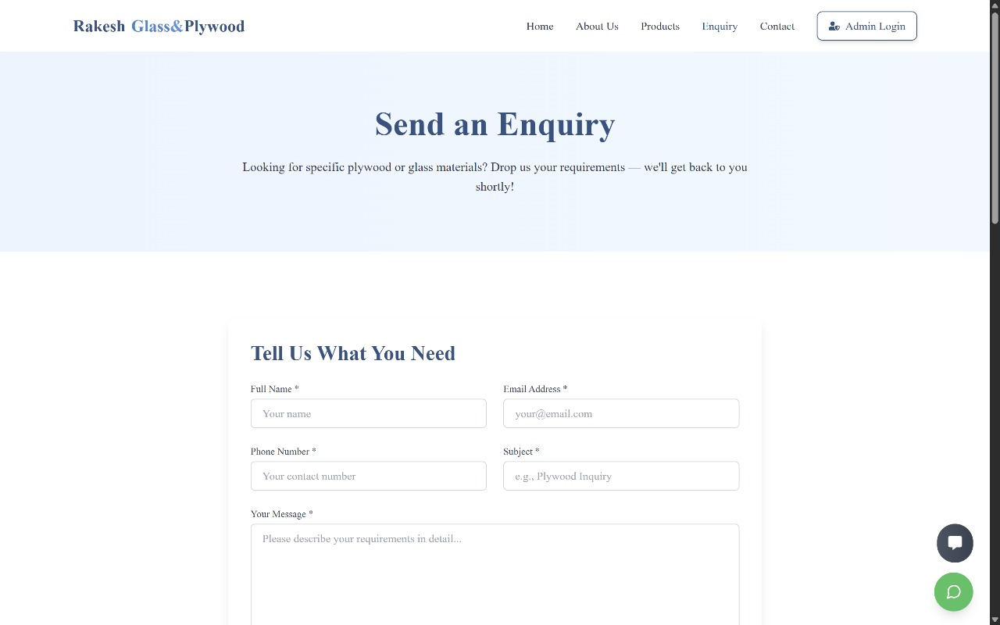 Rakesh Glass&Plywood
Home
About Us
Products
Enquiry
Contact
Admin Login
Send an Enquiry
Looking for specific plywood or glass materials? Drop us your requirements — we'll get back to you
shortly!
Tell Us What You Need
Full Name *
Email Address *
Your name
your@email.com
Phone Number *
Subject *
Your contact number
e.g., Plywood Inquiry
Your Message *
Please describe your requirements in detail...